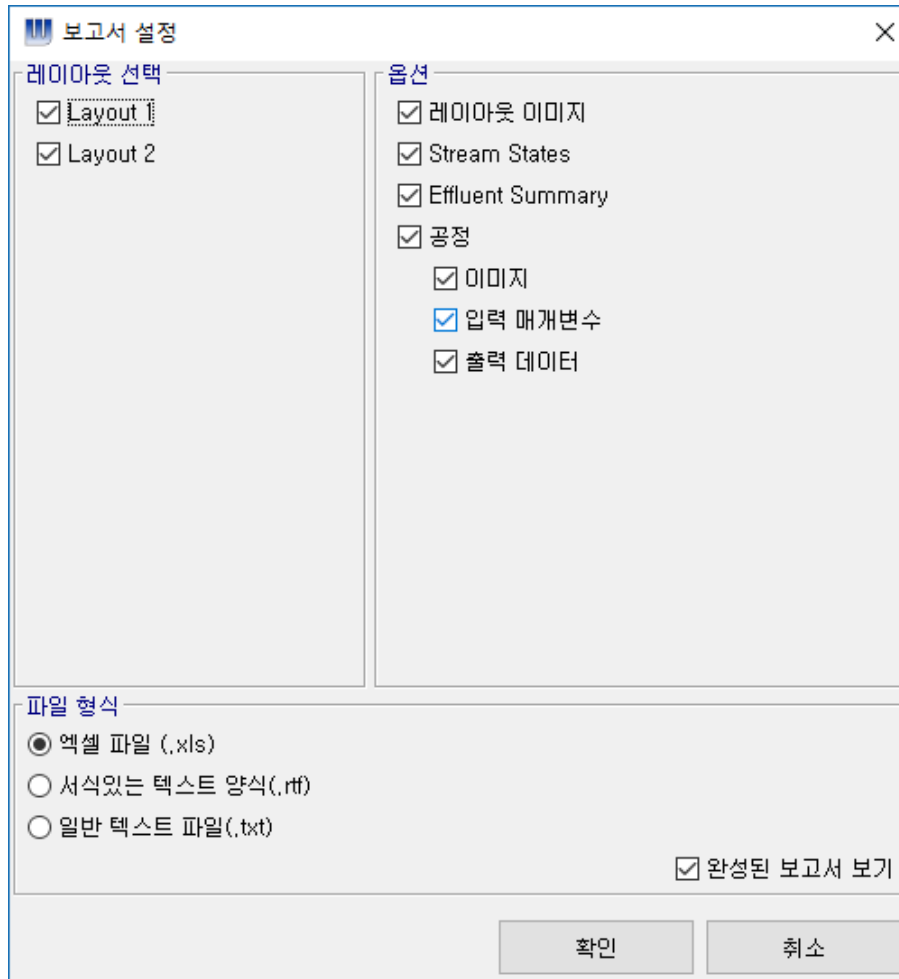 보고서 설정
레이아웃 선택
Layout 1
Layout 2
옵션
레이아웃 이미지
Stream States
Effluent Summary
공정
이미지
입력 매개변수
출력 데이터
파일 형식
엑셀 파일 (.xls)
서식있는 텍스트 양식(.rtf)
일반 텍스트 파일(.txt)
완성된 보고서 보기
확인
취소